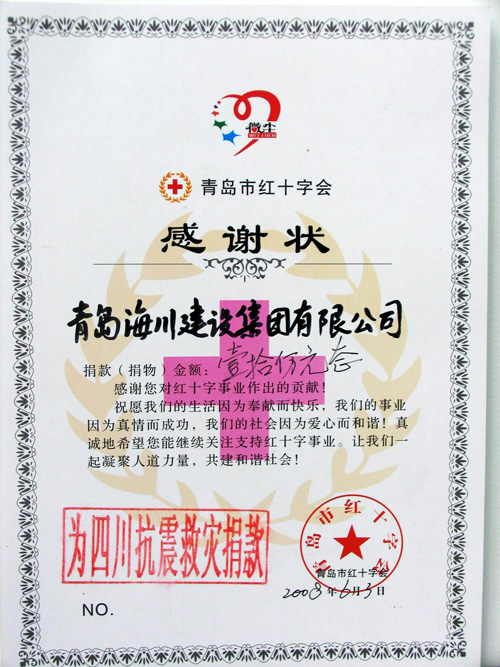 微尘
WEI CHEN
青岛市红十字会
感谢状
青岛海川建设集团有限公司
捐款（捐物）金额：壹拾万元整
感谢您对红十字事业作出的贡献！
祝愿我们的生活因为奉献而快乐，我们的事业
因为真情而成功，我们的社会因为爱心而和谐！真
诚地希望您能继续关注支持红十字事业。让我们一
起凝聚人道力量，共建和谐社会！
为四川抗震救灾捐款
青岛市红十字会
青岛市红十字会
2008年6月3日
NO.